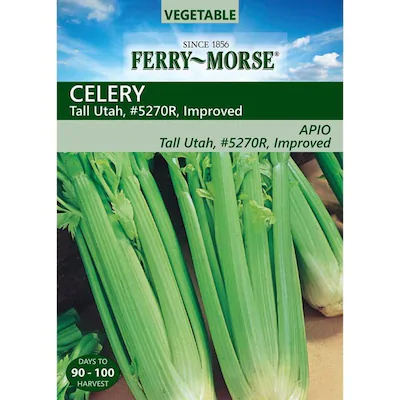 VEGETABLE
SINCE 1856
FERRY~MORSE®
CELERY
Tall Utah, #5270R, Improved
APIO
Tall Utah, #5270R, Improved
DAYS TO
90 - 100
HARVEST